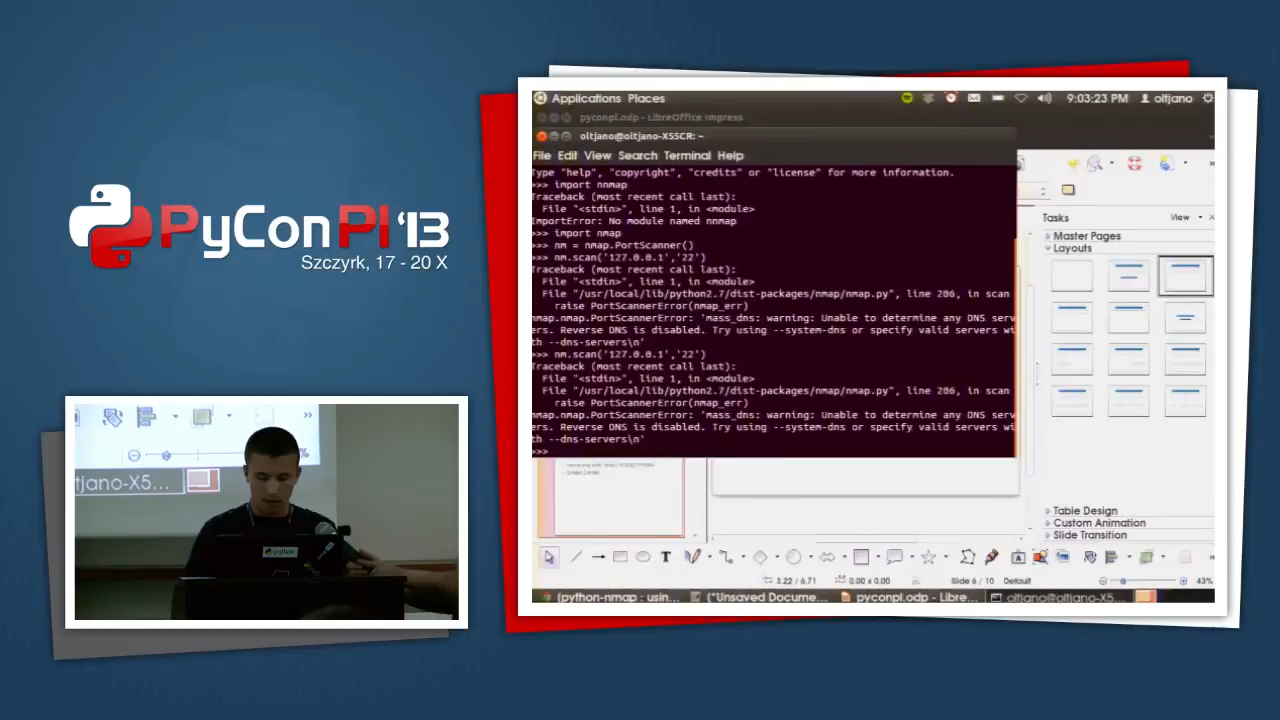 PyConPl '13
Szczyrk, 17 - 20 X
Applications Places
9:03:23 PM
oltjano
pyconpl.odp - LibreOffice Impress
oltjano@oltjano-X55CR: ~
File Edit View Search Terminal Help
Type "help", "copyright", "credits" or "license" for more information.
>>> import nnmap
Traceback (most recent call last):
File "<stdin>", line 1, in <module>
ImportError: No module named nnmap
>>> import nmap
>>> nm = nmap.PortScanner()
>>> nm.scan('127.0.0.1','22')
Traceback (most recent call last):
File "<stdin>", line 1, in <module>
File "/usr/local/lib/python2.7/dist-packages/nmap/nmap.py", line 206, in scan
raise PortScannerError(nmap_err)
nmap.nmap.PortScannerError: 'mass_dns: warning: Unable to determine any DNS serv
ers. Reverse DNS is disabled. Try using --system-dns or specify valid servers wi
th --dns-servers\n'
>>> nm.scan('127.0.0.1','22')
Traceback (most recent call last):
File "<stdin>", line 1, in <module>
File "/usr/local/lib/python2.7/dist-packages/nmap/nmap.py", line 206, in scan
raise PortScannerError(nmap_err)
nmap.nmap.PortScannerError: 'mass_dns: warning: Unable to determine any DNS serv
ers. Reverse DNS is disabled. Try using --system-dns or specify valid servers wi
th --dns-servers\n'
>>>
Tasks
View
Master Pages
Layouts
Table Design
Custom Animation
Slide Transition
3.22 / 6.71
0.00 x 0.00
Slide 6 / 10
Default
43%
(python-nmap : usin...
("Unsaved Docume...
pyconpl.odp - Libre...
oltjano@oltjano-X5...
tjano-X5...
python